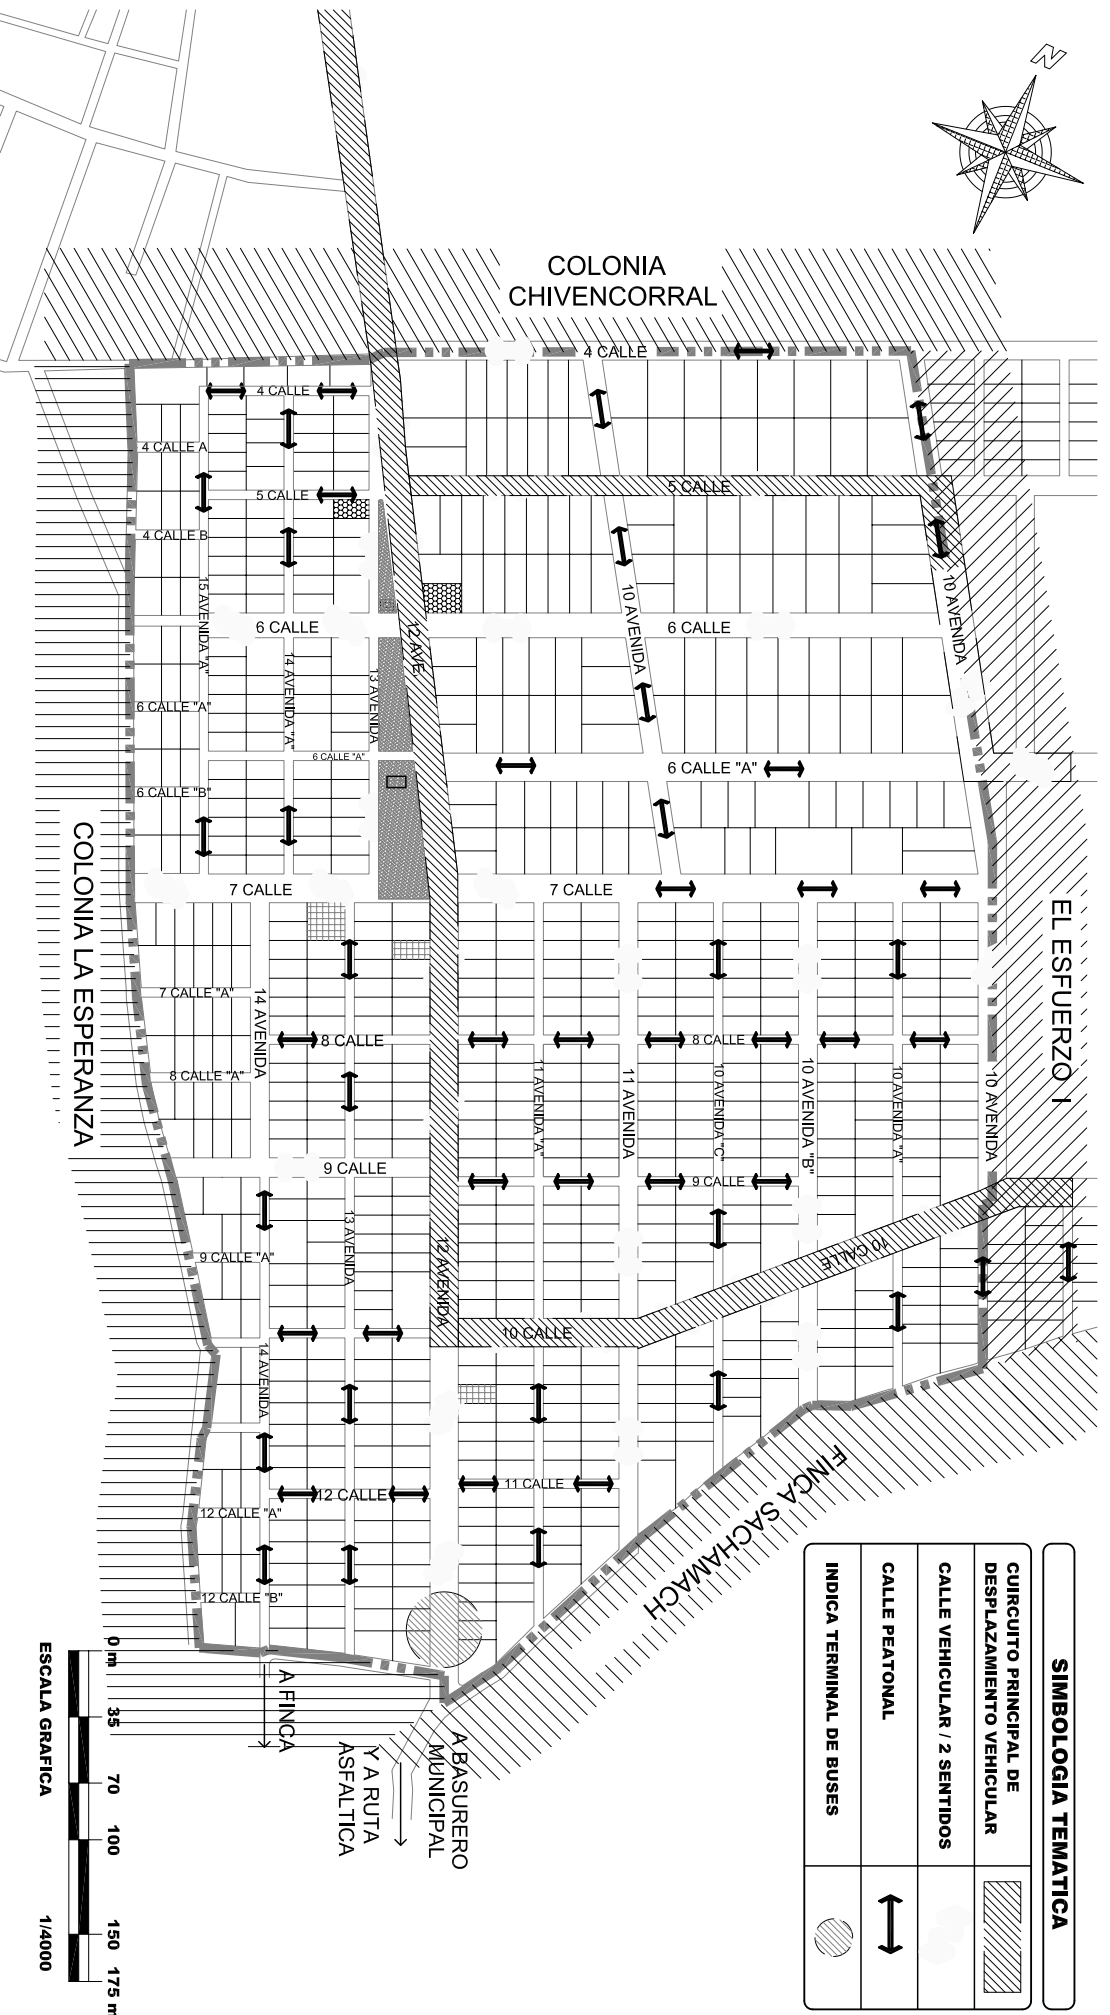 N
COLONIA
CHIVENCORRAL
4 CALLE
4 CALLE
4 CALLE A
5 CALLE
5 CALLE
4 CALLE B
15 AVENIDA "A"
10 AVENIDA
10 AVENIDA
6 CALLE
12 AVE.
6 CALLE
14 AVENIDA "A"
13 AVENIDA
6 CALLE "A"
6 CALLE "A"
6 CALLE "A"
6 CALLE "B"
COLONIA LA ESPERANZA
7 CALLE
7 CALLE
EL ESFUERZO I
7 CALLE "A"
14 AVENIDA
8 CALLE
8 CALLE
8 CALLE "A"
11 AVENIDA "A"
11 AVENIDA
10 AVENIDA "C"
10 AVENIDA "B"
10 AVENIDA "A"
10 AVENIDA
9 CALLE
9 CALLE
9 CALLE "A"
13 AVENIDA
12 AVENIDA
10 CALLE
10 CALLE
14 AVENIDA
11 CALLE
12 CALLE
12 CALLE "A"
12 CALLE "B"
FINCA SACHAMACH
A FINCA
A BASURERO
MUNICIPAL
Y A RUTA
ASFALTICA
SIMBOLOGIA TEMATICA
CUIRCUITO PRINCIPAL DE
DESPLAZAMIENTO VEHICULAR
CALLE VEHICULAR / 2 SENTIDOS
CALLE PEATONAL
INDICA TERMINAL DE BUSES
0 m 35 70 100 150 175 m
ESCALA GRAFICA 1/4000